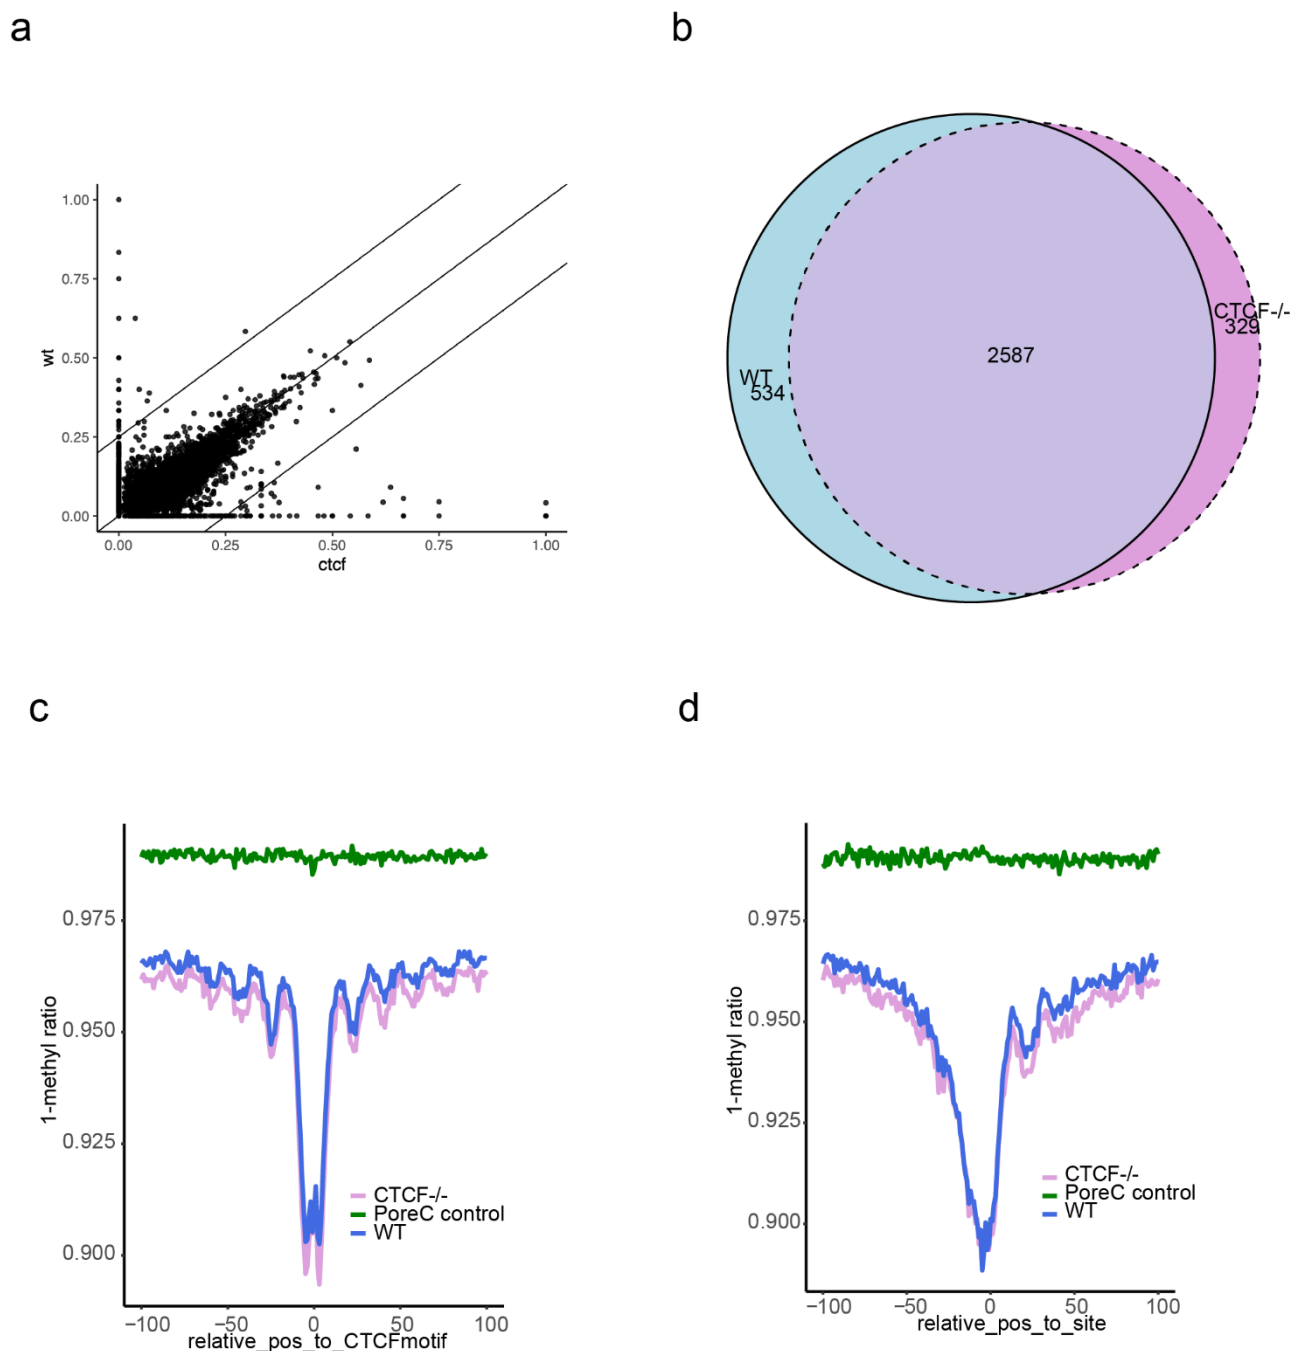 a
b
1.00
0.75
wt
0.50
0.25
0.00
0.00 0.25 0.50 0.75 1.00
ctcf
CTCF-/-
329
2587
WT
534
c
d
0.975
0.950
1-methyl ratio
0.925
0.900
CTCF-/-
PoreC control
WT
−100 −50 0 50 100
relative_pos_to_CTCFmotif
0.975
0.950
1-methyl ratio
0.925
0.900
CTCF-/-
PoreC control
WT
−100 −50 0 50 100
relative_pos_to_site